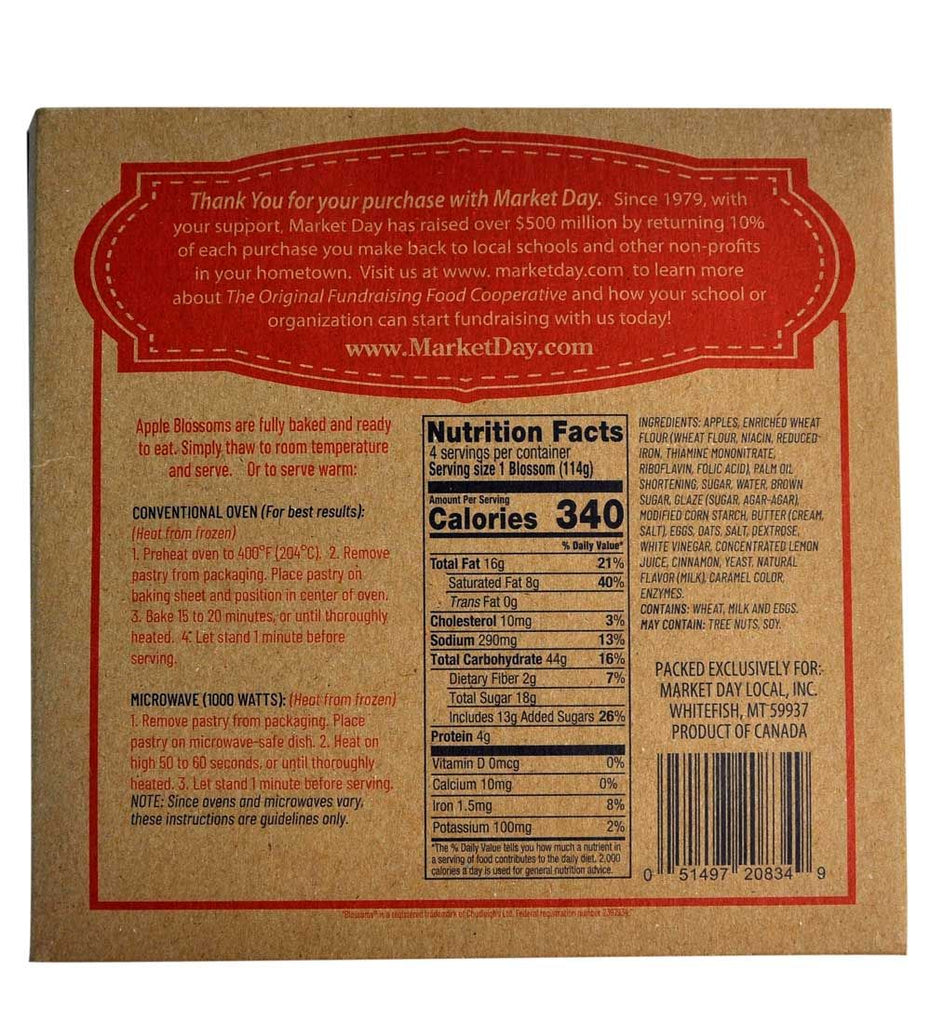 Thank You for your purchase with Market Day. Since 1979, with
your support, Market Day has raised over $500 million by returning 10%
of each purchase you make back to local schools and other non-profits
in your hometown. Visit us at www. marketday.com to learn more
about The Original Fundraising Food Cooperative and how your school or
organization can start fundraising with us today!
www.MarketDay.com
Apple Blossoms are fully baked and ready
to eat. Simply thaw to room temperature
and serve. Or to serve warm:
CONVENTIONAL OVEN (For best results):
(Heat from frozen)
1. Preheat oven to 400°F (204°C). 2. Remove
pastry from packaging. Place pastry on
baking sheet and position in center of oven.
3. Bake 15 to 20 minutes, or until thoroughly
heated. 4. Let stand 1 minute before
serving.
MICROWAVE (1000 WATTS): (Heat from frozen)
1. Remove pastry from packaging. Place
pastry on microwave-safe dish. 2. Heat on
high 50 to 60 seconds, or until thoroughly
heated. 3. Let stand 1 minute before serving.
NOTE: Since ovens and microwaves vary,
these instructions are guidelines only.
Nutrition Facts
4 servings per container
Serving size 1 Blossom (114g)
Amount Per Serving
Calories 340
% Daily Value*
Total Fat 16g 21%
Saturated Fat 8g 40%
Trans Fat 0g
Cholesterol 10mg 3%
Sodium 290mg 13%
Total Carbohydrate 44g 16%
Dietary Fiber 2g 7%
Total Sugar 18g
Includes 13g Added Sugars 26%
Protein 4g
Vitamin D 0mcg 0%
Calcium 10mg 0%
Iron 1.5mg 8%
Potassium 100mg 2%
*The % Daily Value tells you how much a nutrient in
a serving of food contributes to the daily diet. 2,000
calories a day is used for general nutrition advice.
INGREDIENTS: APPLES, ENRICHED WHEAT
FLOUR (WHEAT FLOUR, NIACIN, REDUCED
IRON, THIAMINE MONONITRATE,
RIBOFLAVIN, FOLIC ACID), PALM OIL
SHORTENING, SUGAR, WATER, BROWN
SUGAR, GLAZE (SUGAR, AGAR-AGAR),
MODIFIED CORN STARCH, BUTTER (CREAM,
SALT), EGGS, OATS, SALT, DEXTROSE,
WHITE VINEGAR, CONCENTRATED LEMON
JUICE, CINNAMON, YEAST, NATURAL
FLAVOR (MILK), CARAMEL COLOR,
ENZYMES.
CONTAINS: WHEAT, MILK AND EGGS.
MAY CONTAIN: TREE NUTS, SOY.
PACKED EXCLUSIVELY FOR:
MARKET DAY LOCAL, INC.
WHITEFISH, MT 59937
PRODUCT OF CANADA
0 51497 20834 9
"Blossoms® is a registered trademark of Chudleigh's Ltd. Federal registration number